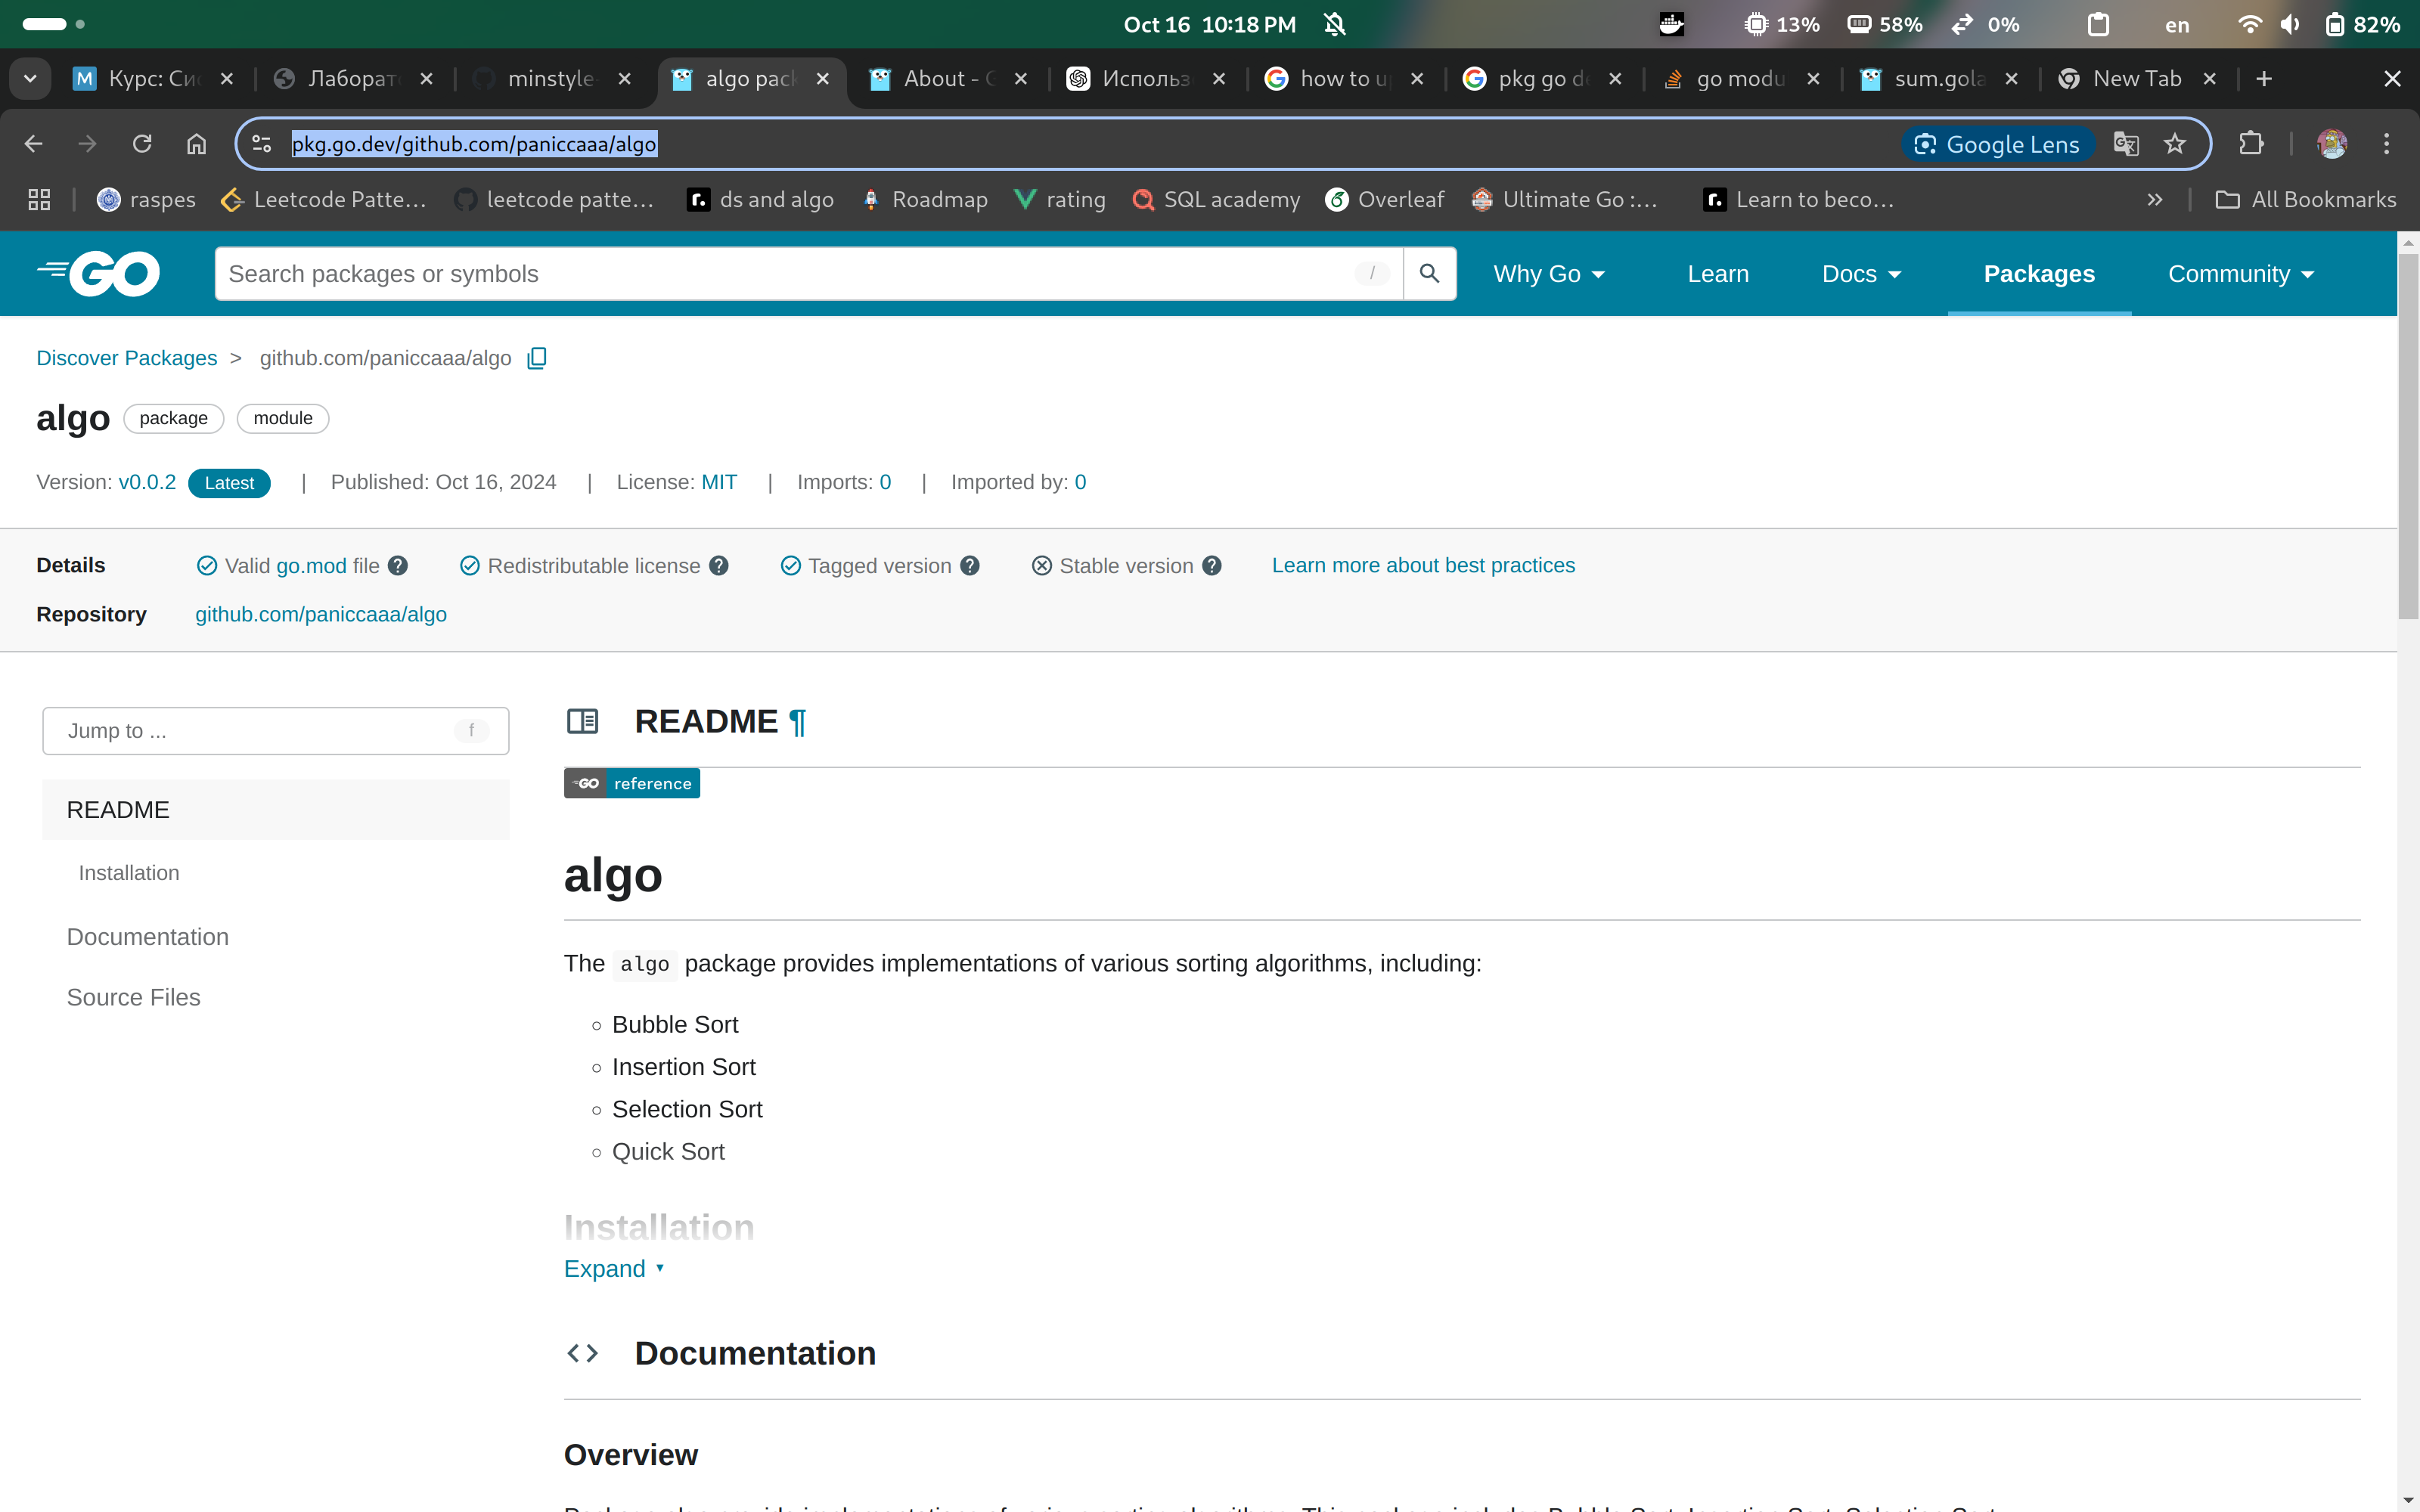 Oct 16 10:18 PM
13% 58% 0% en 82%
Курс: Си minstyle algo pack About - how to u pkg go de go modu sum.gola New Tab
pkg.go.dev/github.com/paniccaaa/algo Google Lens
raspes Leetcode Patte... leetcode patte... ds and algo Roadmap rating SQL academy Overleaf Ultimate Go :... Learn to beco... All Bookmarks
GO Search packages or symbols / Why Go Learn Docs Packages Community
Discover Packages > github.com/paniccaaa/algo
algo package module
Version: v0.0.2 Latest | Published: Oct 16, 2024 | License: MIT | Imports: 0 | Imported by: 0
Details Valid go.mod file ? Redistributable license ? Tagged version ? Stable version ? Learn more about best practices
Repository github.com/paniccaaa/algo
Jump to ... f
README
Installation
Documentation
Source Files
README ¶
GO reference
algo
The algo package provides implementations of various sorting algorithms, including:
Bubble Sort
Insertion Sort
Selection Sort
Quick Sort
Installation
Expand
Documentation
Overview